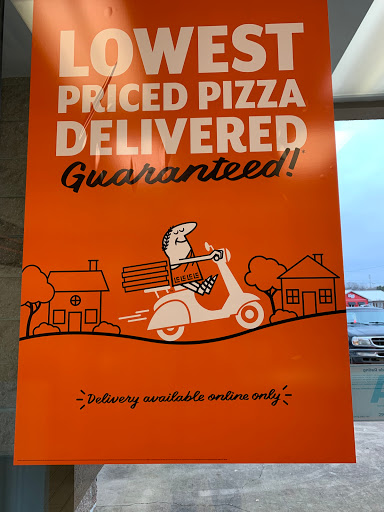 LOWEST
PRICED PIZZA
DELIVERED
Guaranteed!
Delivery available online only